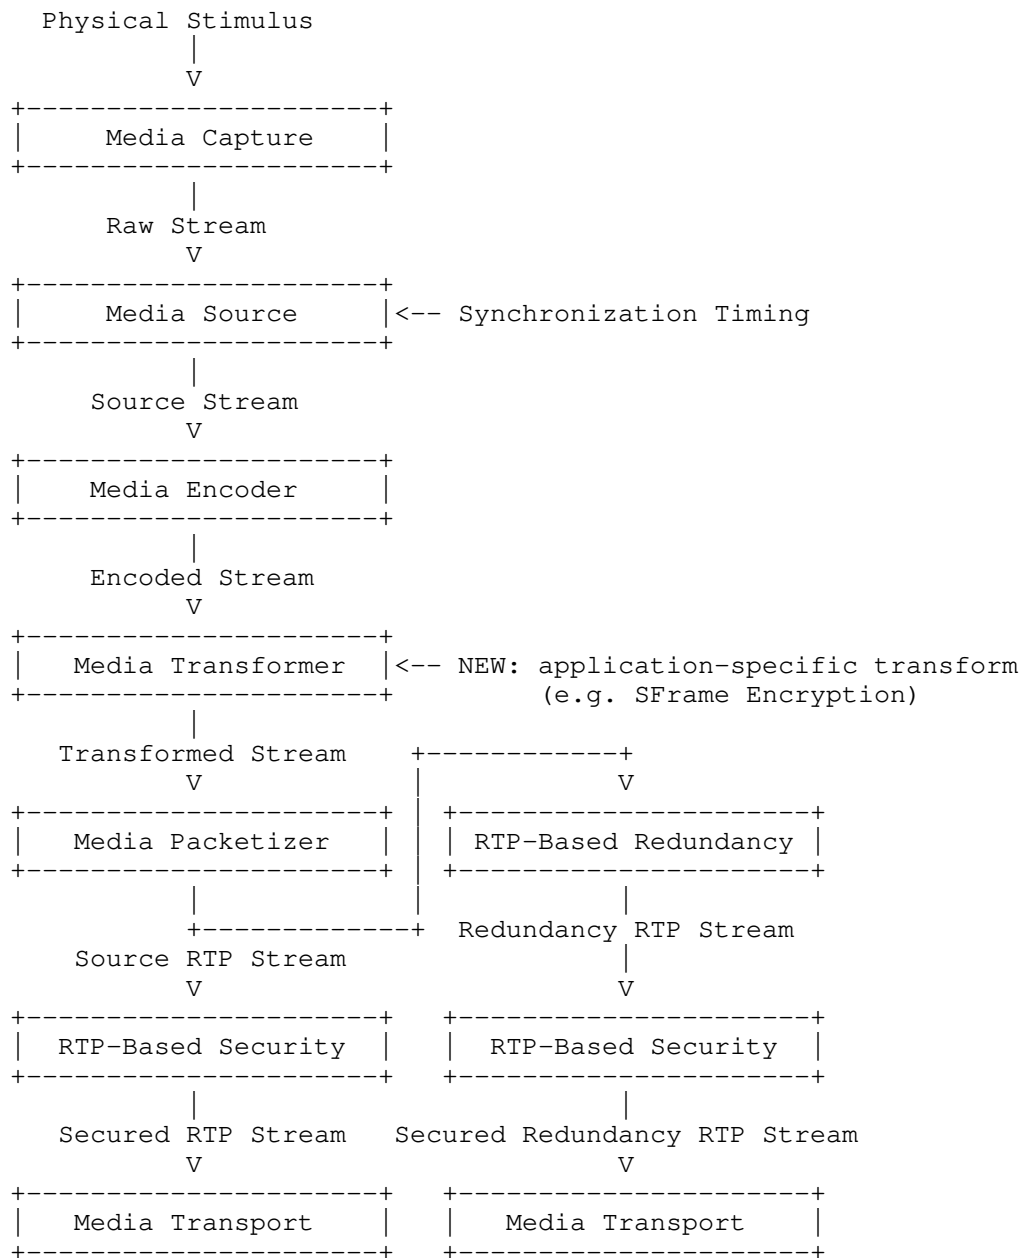 Physical Stimulus
|
V
+----------------------+
| Media Capture |
+----------------------+
|
Raw Stream
V
+----------------------+
| Media Source |<-- Synchronization Timing
+----------------------+
|
Source Stream
V
+----------------------+
| Media Encoder |
+----------------------+
|
Encoded Stream
V
+----------------------+
| Media Transformer |<-- NEW: application-specific transform
+----------------------+ (e.g. SFrame Encryption)
|
Transformed Stream +------------+
V | V
+----------------------+ | +----------------------+
| Media Packetizer | | | RTP-Based Redundancy |
+----------------------+ | +----------------------+
| | |
+-------------+ Redundancy RTP Stream
Source RTP Stream |
V V
+----------------------+ +----------------------+
| RTP-Based Security | | RTP-Based Security |
+----------------------+ +----------------------+
| |
Secured RTP Stream Secured Redundancy RTP Stream
V V
+----------------------+ +----------------------+
| Media Transport | | Media Transport |
+----------------------+ +----------------------+